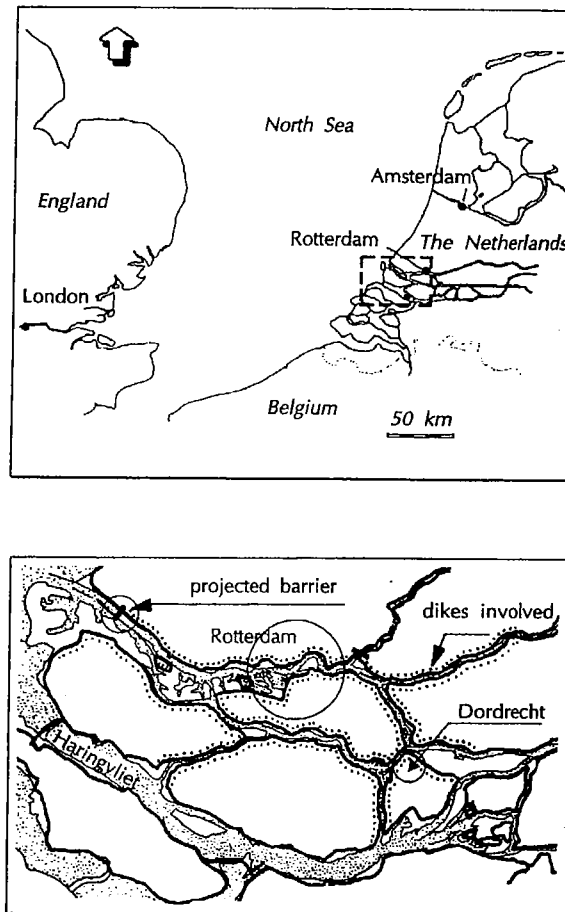 North Sea
Amsterdam
England
Rotterdam
The Netherlands
London
Belgium
50 km
projected barrier
dikes involved
Rotterdam
Dordrecht
Haringvliet